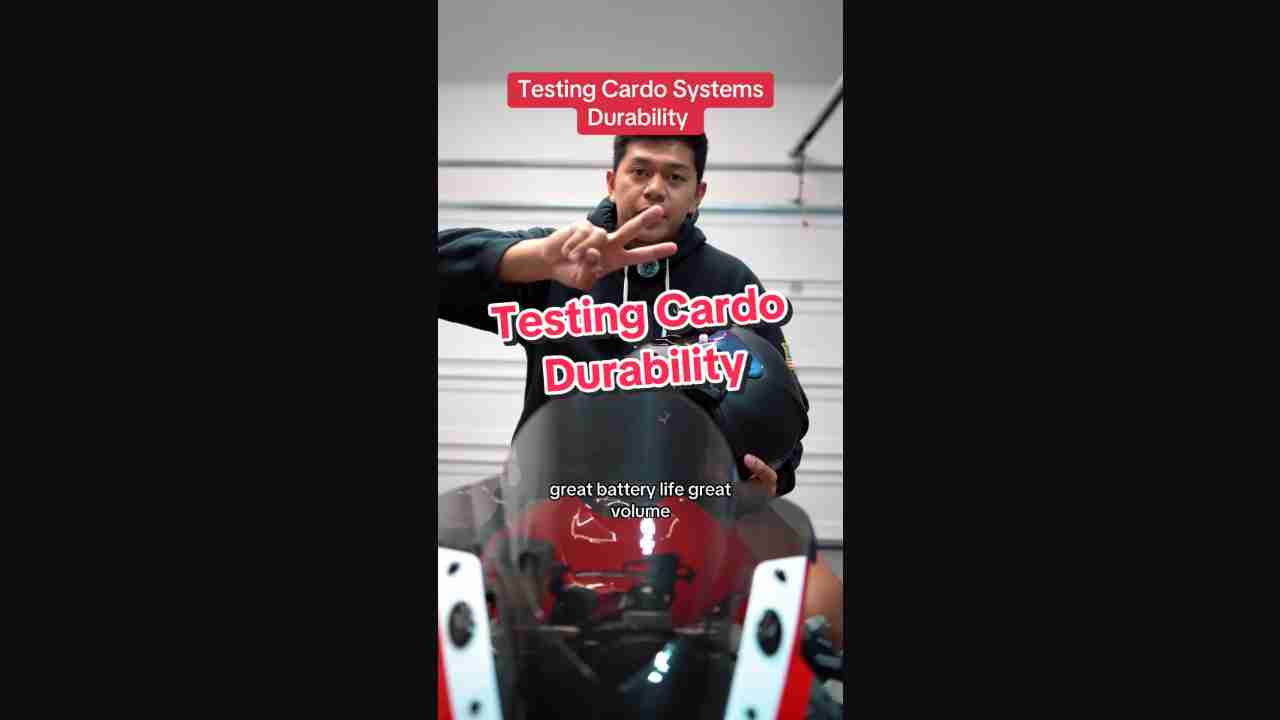 Testing Cardo Systems
Durability
Testing Cardo
Durability
great battery life great
volume